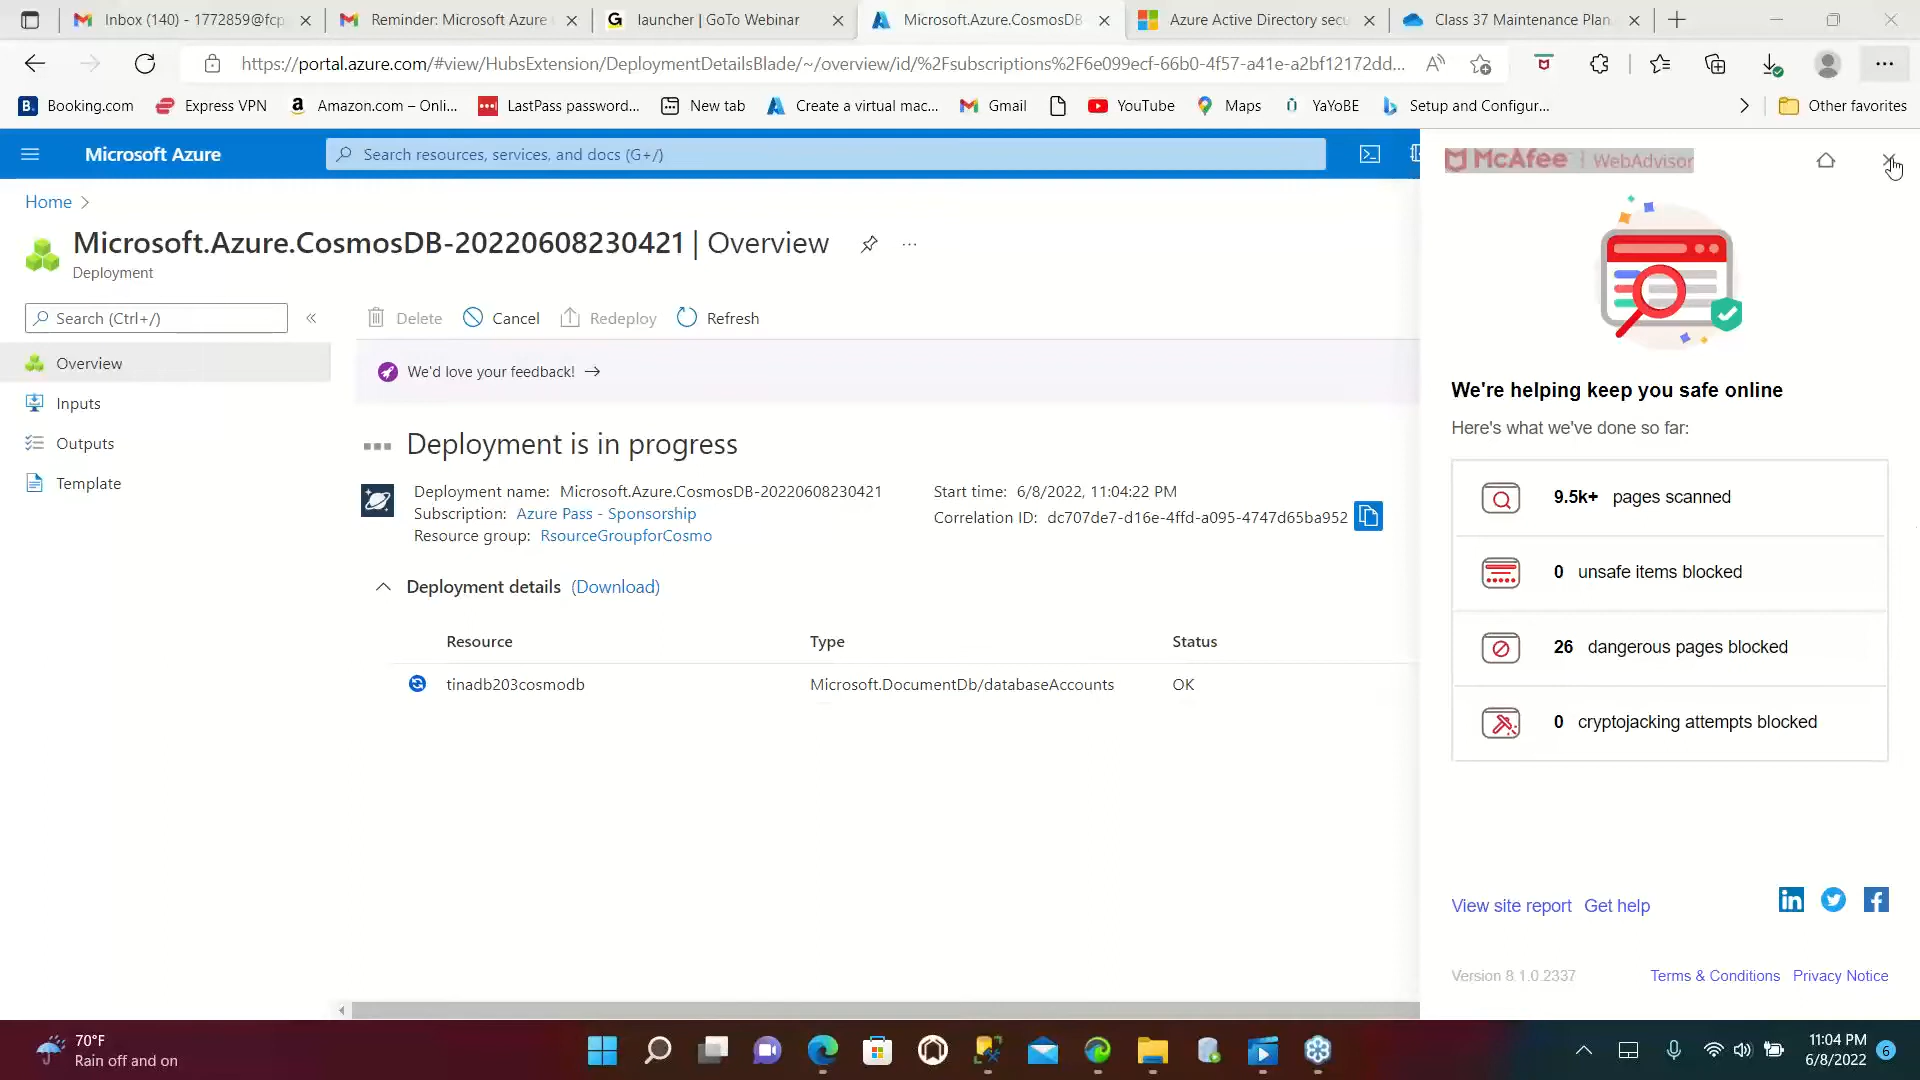 Inbox (140) - 1772859@fcp
Reminder: Microsoft Azure
launcher | GoTo Webinar
Microsoft.Azure.CosmosDB
Azure Active Directory secu
Class 37 Maintenance Plan
https://portal.azure.com/#view/HubsExtension/DeploymentDetailsBlade/~/overview/id/%2Fsubscriptions%2F6e099ecf-66b0-4f57-a41e-a2bf12172dd...
Booking.com
Express VPN
Amazon.com – Onli...
LastPass password...
New tab
Create a virtual mac...
Gmail
YouTube
Maps
YaYoBE
Setup and Configur...
Other favorites
Microsoft Azure
Search resources, services, and docs (G+/)
McAfee | WebAdvisor
Home
Microsoft.Azure.CosmosDB-20220608230421 | Overview
Deployment
Search (Ctrl+/)
Delete
Cancel
Redeploy
Refresh
Overview
Inputs
Outputs
Template
We'd love your feedback!
Deployment is in progress
Deployment name: Microsoft.Azure.CosmosDB-20220608230421
Subscription: Azure Pass - Sponsorship
Resource group: RsourceGroupforCosmo
Start time: 6/8/2022, 11:04:22 PM
Correlation ID: dc707de7-d16e-4ffd-a095-4747d65ba952
Deployment details (Download)
Resource Type Status
tinadb203cosmodb Microsoft.DocumentDb/databaseAccounts OK
We're helping keep you safe online
Here's what we've done so far:
9.5k+ pages scanned
0 unsafe items blocked
26 dangerous pages blocked
0 cryptojacking attempts blocked
View site report Get help
Version 8.1.0.2337
Terms & Conditions Privacy Notice
70°F
Rain off and on
11:04 PM
6/8/2022
6